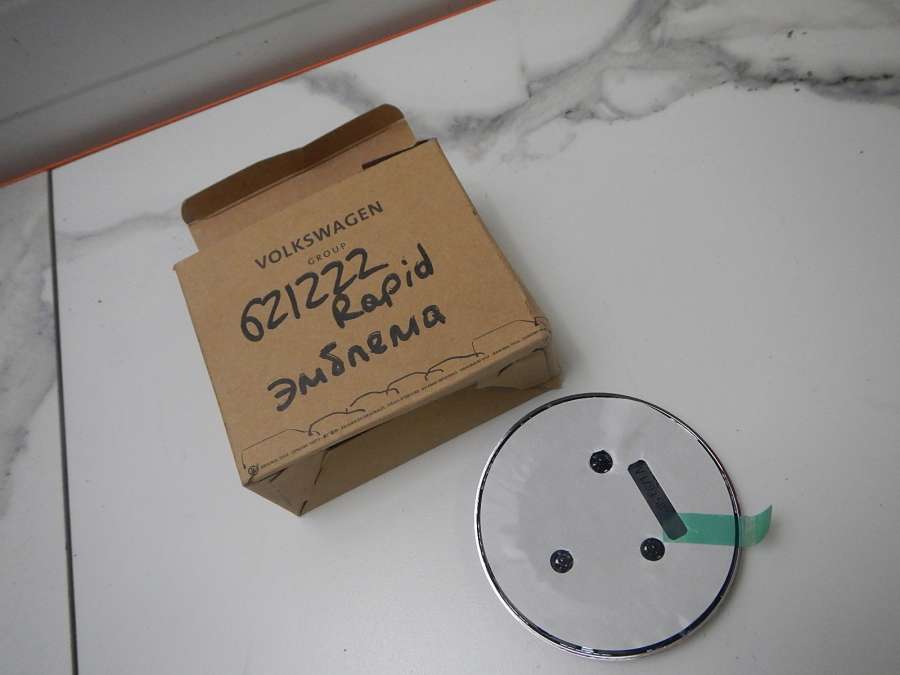 VOLKSWAGEN
GROUP
621222
Rapid
эмблема